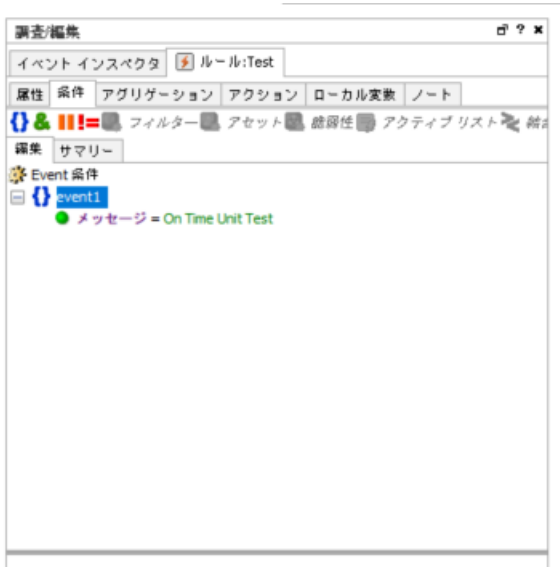 調査/編集
イベント インスペクタ ルール:Test
属性 条件 アグリゲーション アクション ローカル変数 ノート
{} & != フィルター アセット 脆弱性 アクティブ リスト
編集 サマリー
Event 条件
{} event1
メッセージ = On Time Unit Test